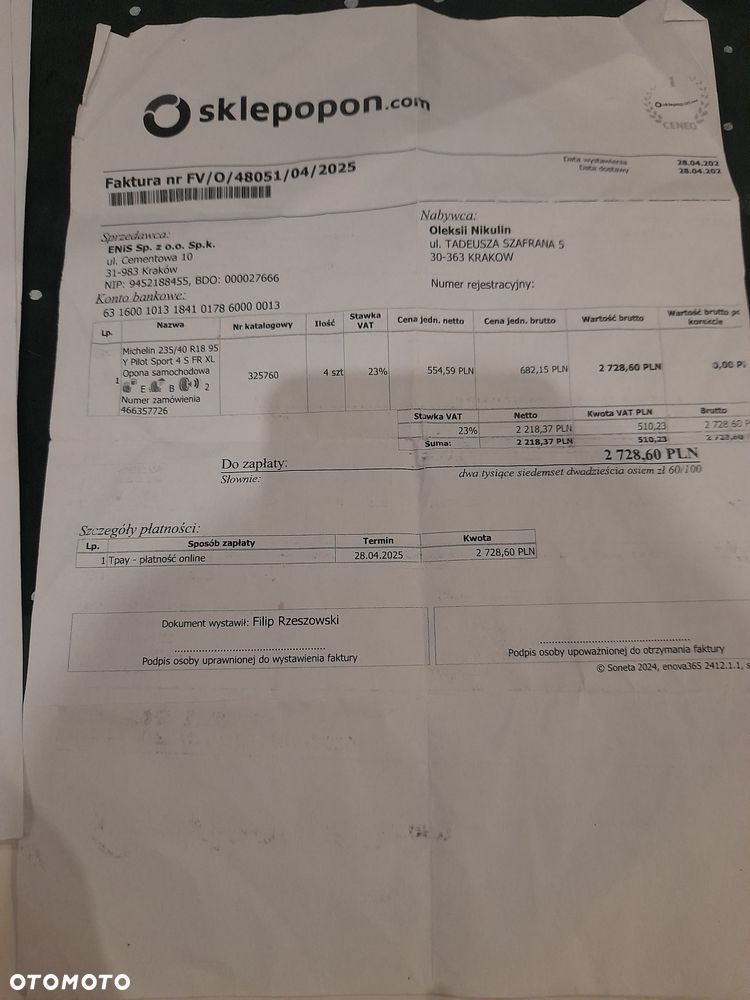 sklepopon.com
1
sklepopon.com
CENEO
Faktura nr FV/O/48051/04/2025
Data wystawienia 28.04.202
Data dostawy 28.04.202
Sprzedawca:
ENiS Sp. z o.o. Sp.k.
ul. Cementowa 10
31-983 Kraków
NIP: 9452188455, BDO: 000027666
Konto bankowe:
63 1600 1013 1841 0178 6000 0013
Nabywca:
Oleksii Nikulin
ul. TADEUSZA SZAFRANA 5
30-363 KRAKOW
Numer rejestracyjny:
Lp. Nazwa Nr katalogowy Ilość Stawka VAT Cena jedn. netto Cena jedn. brutto Wartość brutto Wartość brutto po korekcie
Michelin 235/40 R18 95
Y Pilot Sport 4 S FR XL
Opona samochodowa
1 E B 2 325760 4 szt 23% 554,59 PLN 682,15 PLN 2 728,60 PLN 0,00 P
Numer zamówienia
466357726
Stawka VAT Netto Kwota VAT PLN Brutto
23% 2 218,37 PLN 510,23 2 728,60 P
Suma: 2 218,37 PLN 510,23 2 728,60
Do zapłaty: 2 728,60 PLN
Słownie: dwa tysiące siedemset dwadzieścia osiem zł 60/100
Szczegóły płatności:
Lp. Sposób zapłaty Termin Kwota
1 Tpay - płatność online 28.04.2025 2 728,60 PLN
Dokument wystawił: Filip Rzeszowski
Podpis osoby uprawnionej do wystawienia faktury
Podpis osoby upoważnionej do otrzymania faktury
© Soneta 2024, enova365 2412.1.1, s
OTOMOTO